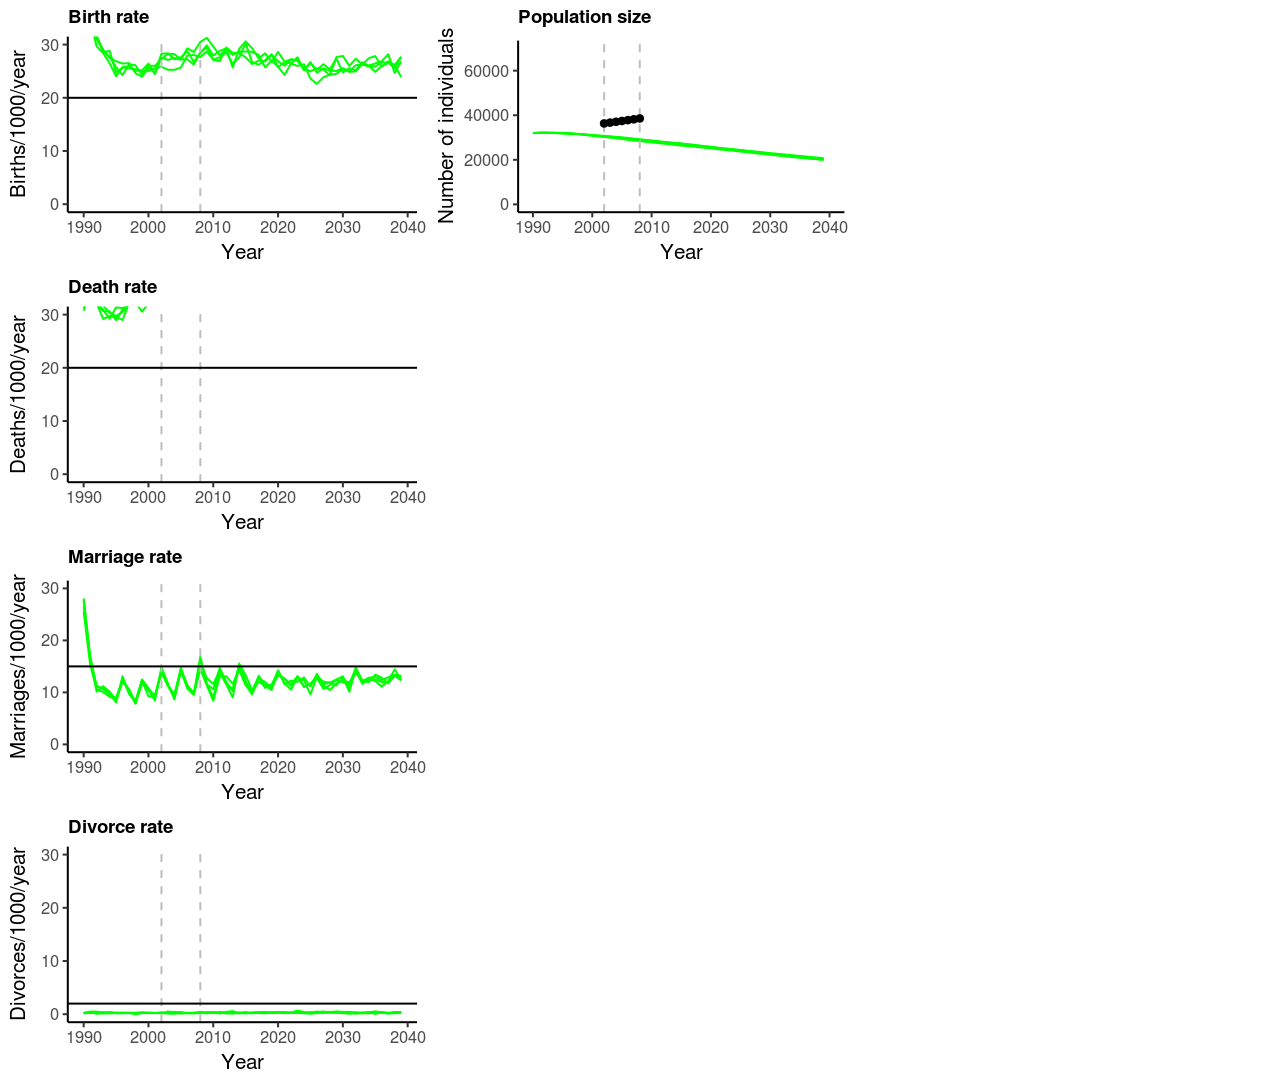 Birth rate
Births/1000/year
30
20
10
0
1990 2000 2010 2020 2030 2040
Year
Population size
Number of individuals
60000
40000
20000
0
1990 2000 2010 2020 2030 2040
Year
Death rate
Deaths/1000/year
30
20
10
0
1990 2000 2010 2020 2030 2040
Year
Marriage rate
Marriages/1000/year
30
20
10
0
1990 2000 2010 2020 2030 2040
Year
Divorce rate
Divorces/1000/year
30
20
10
0
1990 2000 2010 2020 2030 2040
Year